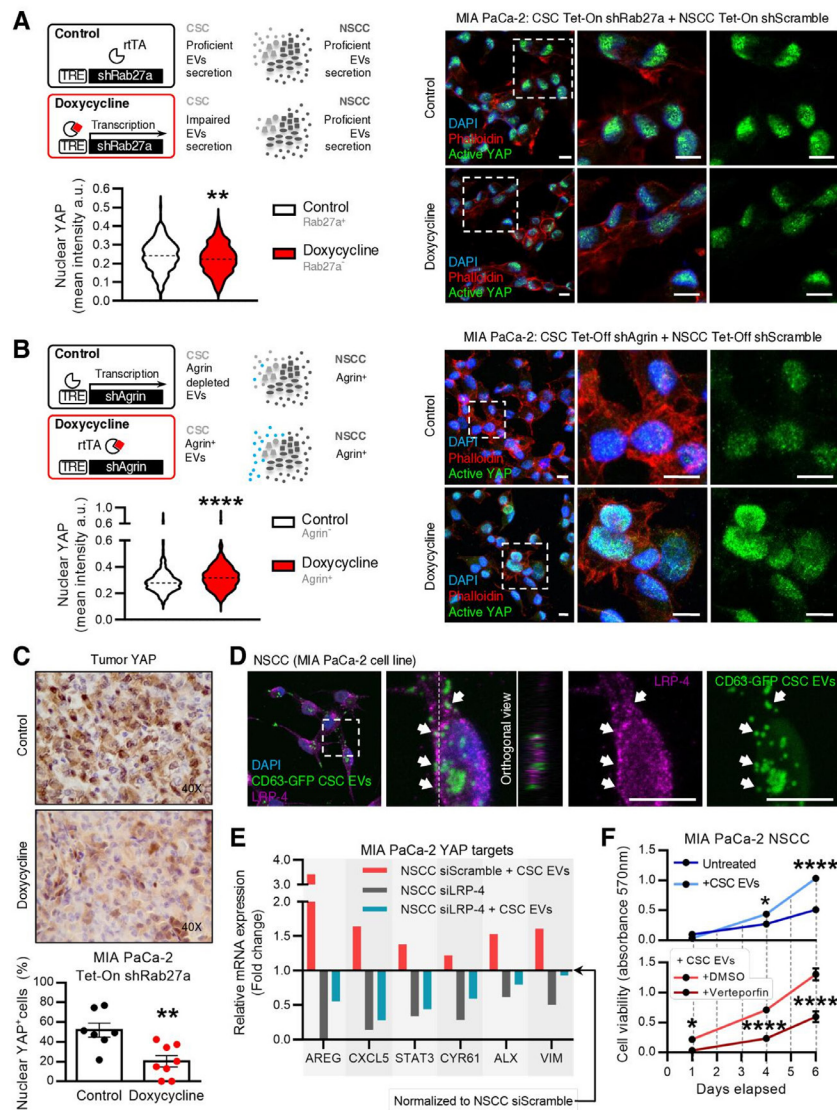 A
Control
rtTA
TRE shRab27a
CSC
Proficient
EVs
secretion
NSCC
Proficient
EVs
secretion
Doxycycline
Transcription
TRE shRab27a
CSC
Impaired
EVs
secretion
NSCC
Proficient
EVs
secretion
Nuclear YAP
(mean intensity a.u.)
0.6
0.5
0.4
0.3
0.2
0.1
0.0
**
Control
Rab27a+
Doxycycline
Rab27a-
MIA PaCa-2: CSC Tet-On shRab27a + NSCC Tet-On shScramble
Control
DAPI
Phalloidin
Active YAP
Doxycycline
DAPI
Phalloidin
Active YAP
B
Control
Transcription
TRE shAgrin
CSC
Agrin
depleted
EVs
NSCC
Agrin+
Doxycycline
rtTA
TRE shAgrin
CSC
Agrin+
EVs
NSCC
Agrin+
Nuclear YAP
(mean intensity a.u.)
1.0
0.8
0.6
0.4
0.2
0.0
****
Control
Agrin-
Doxycycline
Agrin+
MIA PaCa-2: CSC Tet-Off shAgrin + NSCC Tet-Off shScramble
Control
DAPI
Phalloidin
Active YAP
Doxycycline
DAPI
Phalloidin
Active YAP
C
Tumor YAP
Control
40X
Doxycycline
40X
MIA PaCa-2
Tet-On shRab27a
Nuclear YAP+cells (%)
100
80
60
40
20
0
**
Control Doxycycline
D
NSCC (MIA PaCa-2 cell line)
DAPI
CD63-GFP CSC EVs
LRP-4
Orthogonal view
LRP-4
CD63-GFP CSC EVs
E
MIA PaCa-2 YAP targets
NSCC siScramble + CSC EVs
NSCC siLRP-4
NSCC siLRP-4 + CSC EVs
Relative mRNA expression
(Fold change)
4.0
3.0
2.0
1.5
1.0
0.5
0.0
AREG CXCL5 STAT3 CYR61 ALX VIM
Normalized to NSCC siScramble
F
MIA PaCa-2 NSCC
Cell viability (absorbance 570nm)
Untreated
+CSC EVs
****
*
1.5
1.0
0.5
0.0
+ CSC EVs
+DMSO
+Verteporfin
*
****
****
1.5
1.0
0.5
0.0
0 2 4 6
Days elapsed